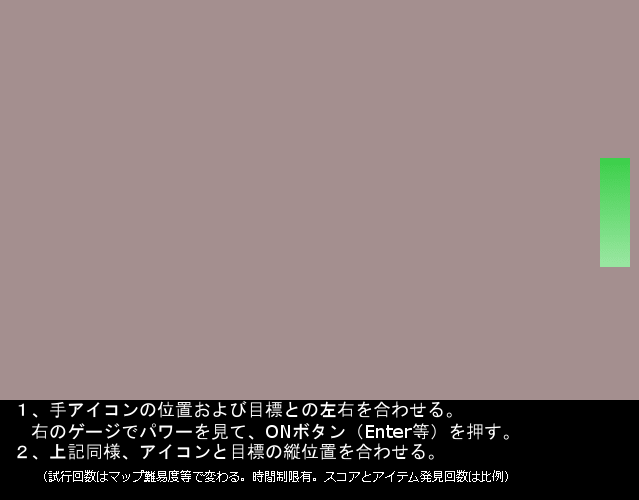 １、手アイコンの位置および目標との左右を合わせる。
右のゲージでパワーを見て、ONボタン（Enter等）を押す。
２、上記同様、アイコンと目標の縦位置を合わせる。
（試行回数はマップ難易度等で変わる。時間制限有。スコアとアイテム発見回数は比例）